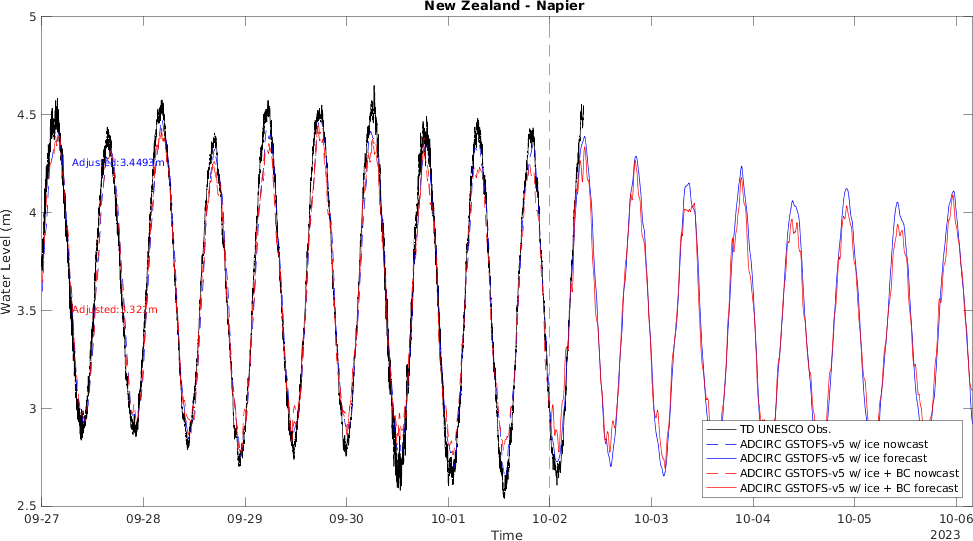 New Zealand - Napier
Water Level (m)
5
4.5
4
3.5
3
2.5
Adjusted:3.4493m
Adjusted:3.327m
TD UNESCO Obs.
ADCIRC GSTOFS-v5 w/ ice nowcast
ADCIRC GSTOFS-v5 w/ ice forecast
ADCIRC GSTOFS-v5 w/ ice + BC nowcast
ADCIRC GSTOFS-v5 w/ ice + BC forecast
09-27 09-28 09-29 09-30 10-01 10-02 10-03 10-04 10-05 10-06
Time
2023